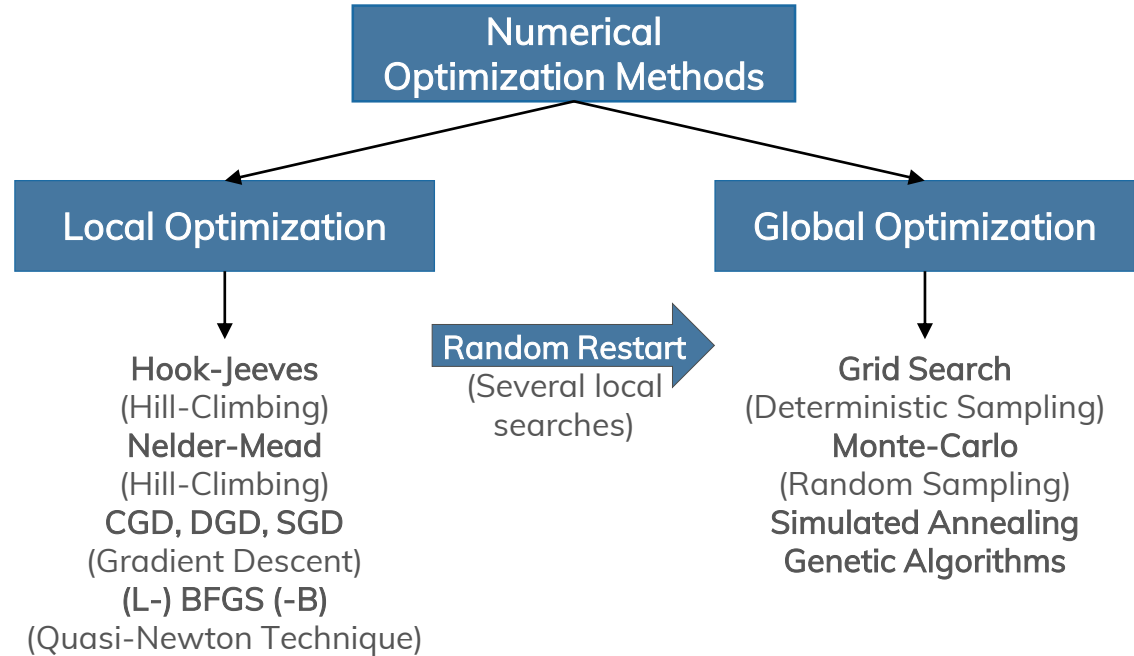 Numerical
Optimization Methods
Local Optimization
Global Optimization
Hook-Jeeves
(Hill-Climbing)
Nelder-Mead
(Hill-Climbing)
CGD, DGD, SGD
(Gradient Descent)
(L-) BFGS (-B)
(Quasi-Newton Technique)
Random Restart
(Several local
searches)
Grid Search
(Deterministic Sampling)
Monte-Carlo
(Random Sampling)
Simulated Annealing
Genetic Algorithms